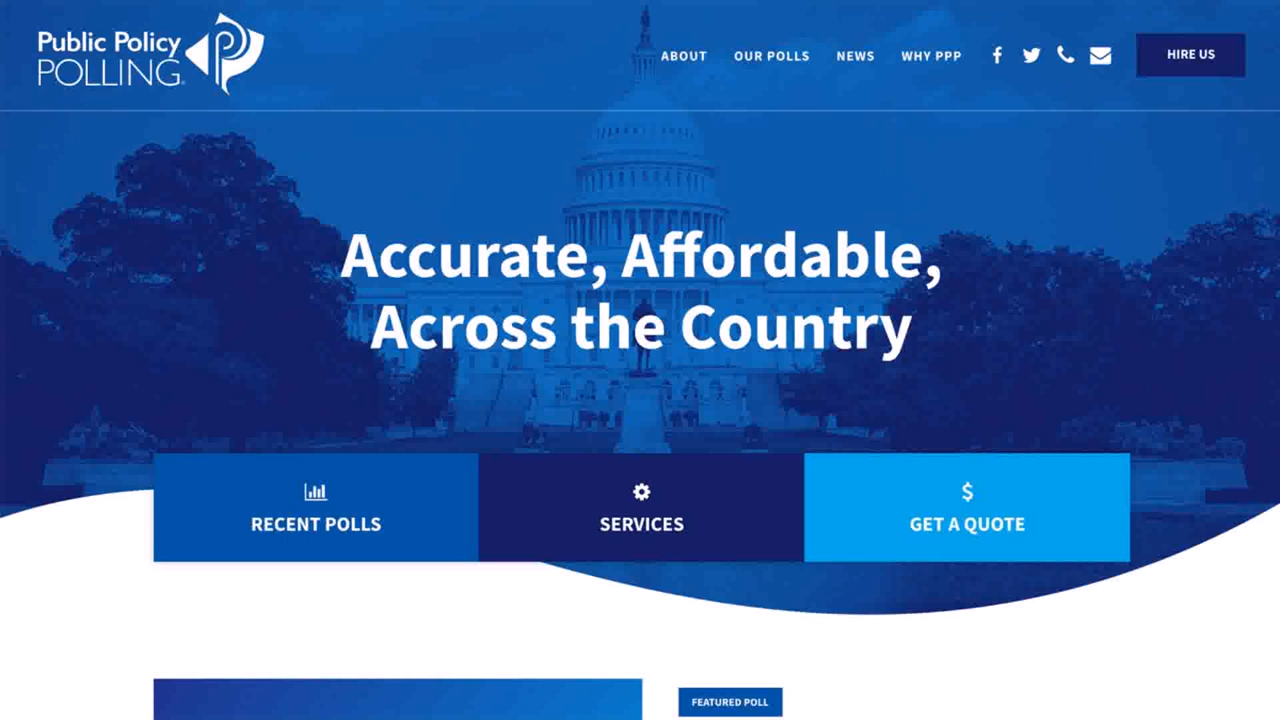 Public Policy
POLLING
ABOUT
OUR POLLS
NEWS
WHY PPP
HIRE US
Accurate, Affordable,
Across the Country
RECENT POLLS
SERVICES
GET A QUOTE
FEATURED POLL